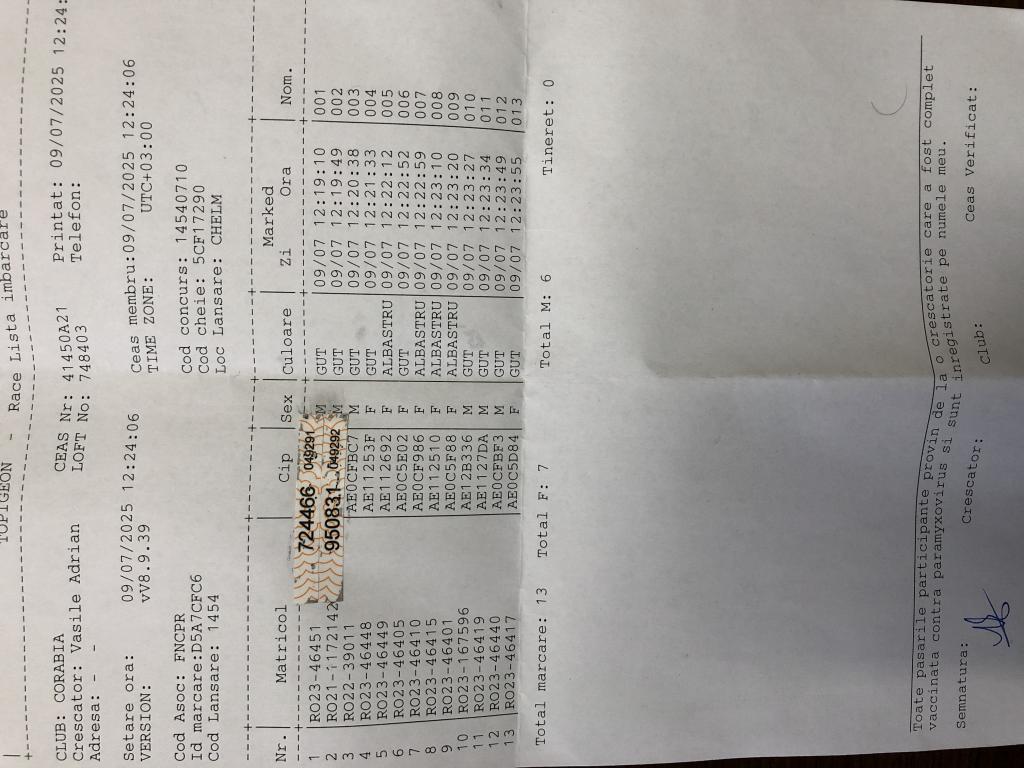 TOPIGEON - Race Lista imbarcare
CLUB: CORABIA CEAS Nr: 41450A21 Printat: 09/07/2025 12:24:
Crescator: Vasile Adrian LOFT No: 748403 Telefon:
Adresa: - -
Setare ora: 09/07/2025 12:24:06 Ceas membru:09/07/2025 12:24:06
VERSION: vV8.9.39 TIME ZONE: UTC+03:00
Cod Asoc: FNCPR Cod concurs: 14540710
Id marcare:D5A7CFC6 Cod cheie: 5CF17290
Cod Lansare: 1454 Loc Lansare: CHELM
Marked
Nr. Matricol Cip Sex Culoare Zi Ora Nom.
1 RO23-46451 724466 049291 M GUT 09/07 12:19:10 001
2 RO21-1172142 950831 049292 M GUT 09/07 12:19:49 002
3 RO22-39011 AE0CFBC7 M GUT 09/07 12:20:38 003
4 RO23-46448 AE11253F F GUT 09/07 12:21:33 004
5 RO23-46449 AE112692 F ALBASTRU 09/07 12:22:12 005
6 RO23-46405 AE0C5E02 F GUT 09/07 12:22:52 006
7 RO23-46410 AE0CF986 F ALBASTRU 09/07 12:22:59 007
8 RO23-46415 AE112510 F ALBASTRU 09/07 12:23:10 008
9 RO23-46401 AE0C5F88 F ALBASTRU 09/07 12:23:20 009
10 RO23-167596 AE12B336 M GUT 09/07 12:23:27 010
11 RO23-46419 AE1127DA M GUT 09/07 12:23:34 011
12 RO23-46440 AE0CFBF3 M GUT 09/07 12:23:49 012
13 RO23-46417 AE0C5D84 F GUT 09/07 12:23:55 013
Total marcare: 13 Total F: 7 Total M: 6 Tineret: 0
Toate pasarile participante provin de la o crescatorie care a fost complet
vaccinata contra paramyxovirus si sunt inregistrate pe numele meu.
Semnatura: Crescator: Club: Ceas Verificat: